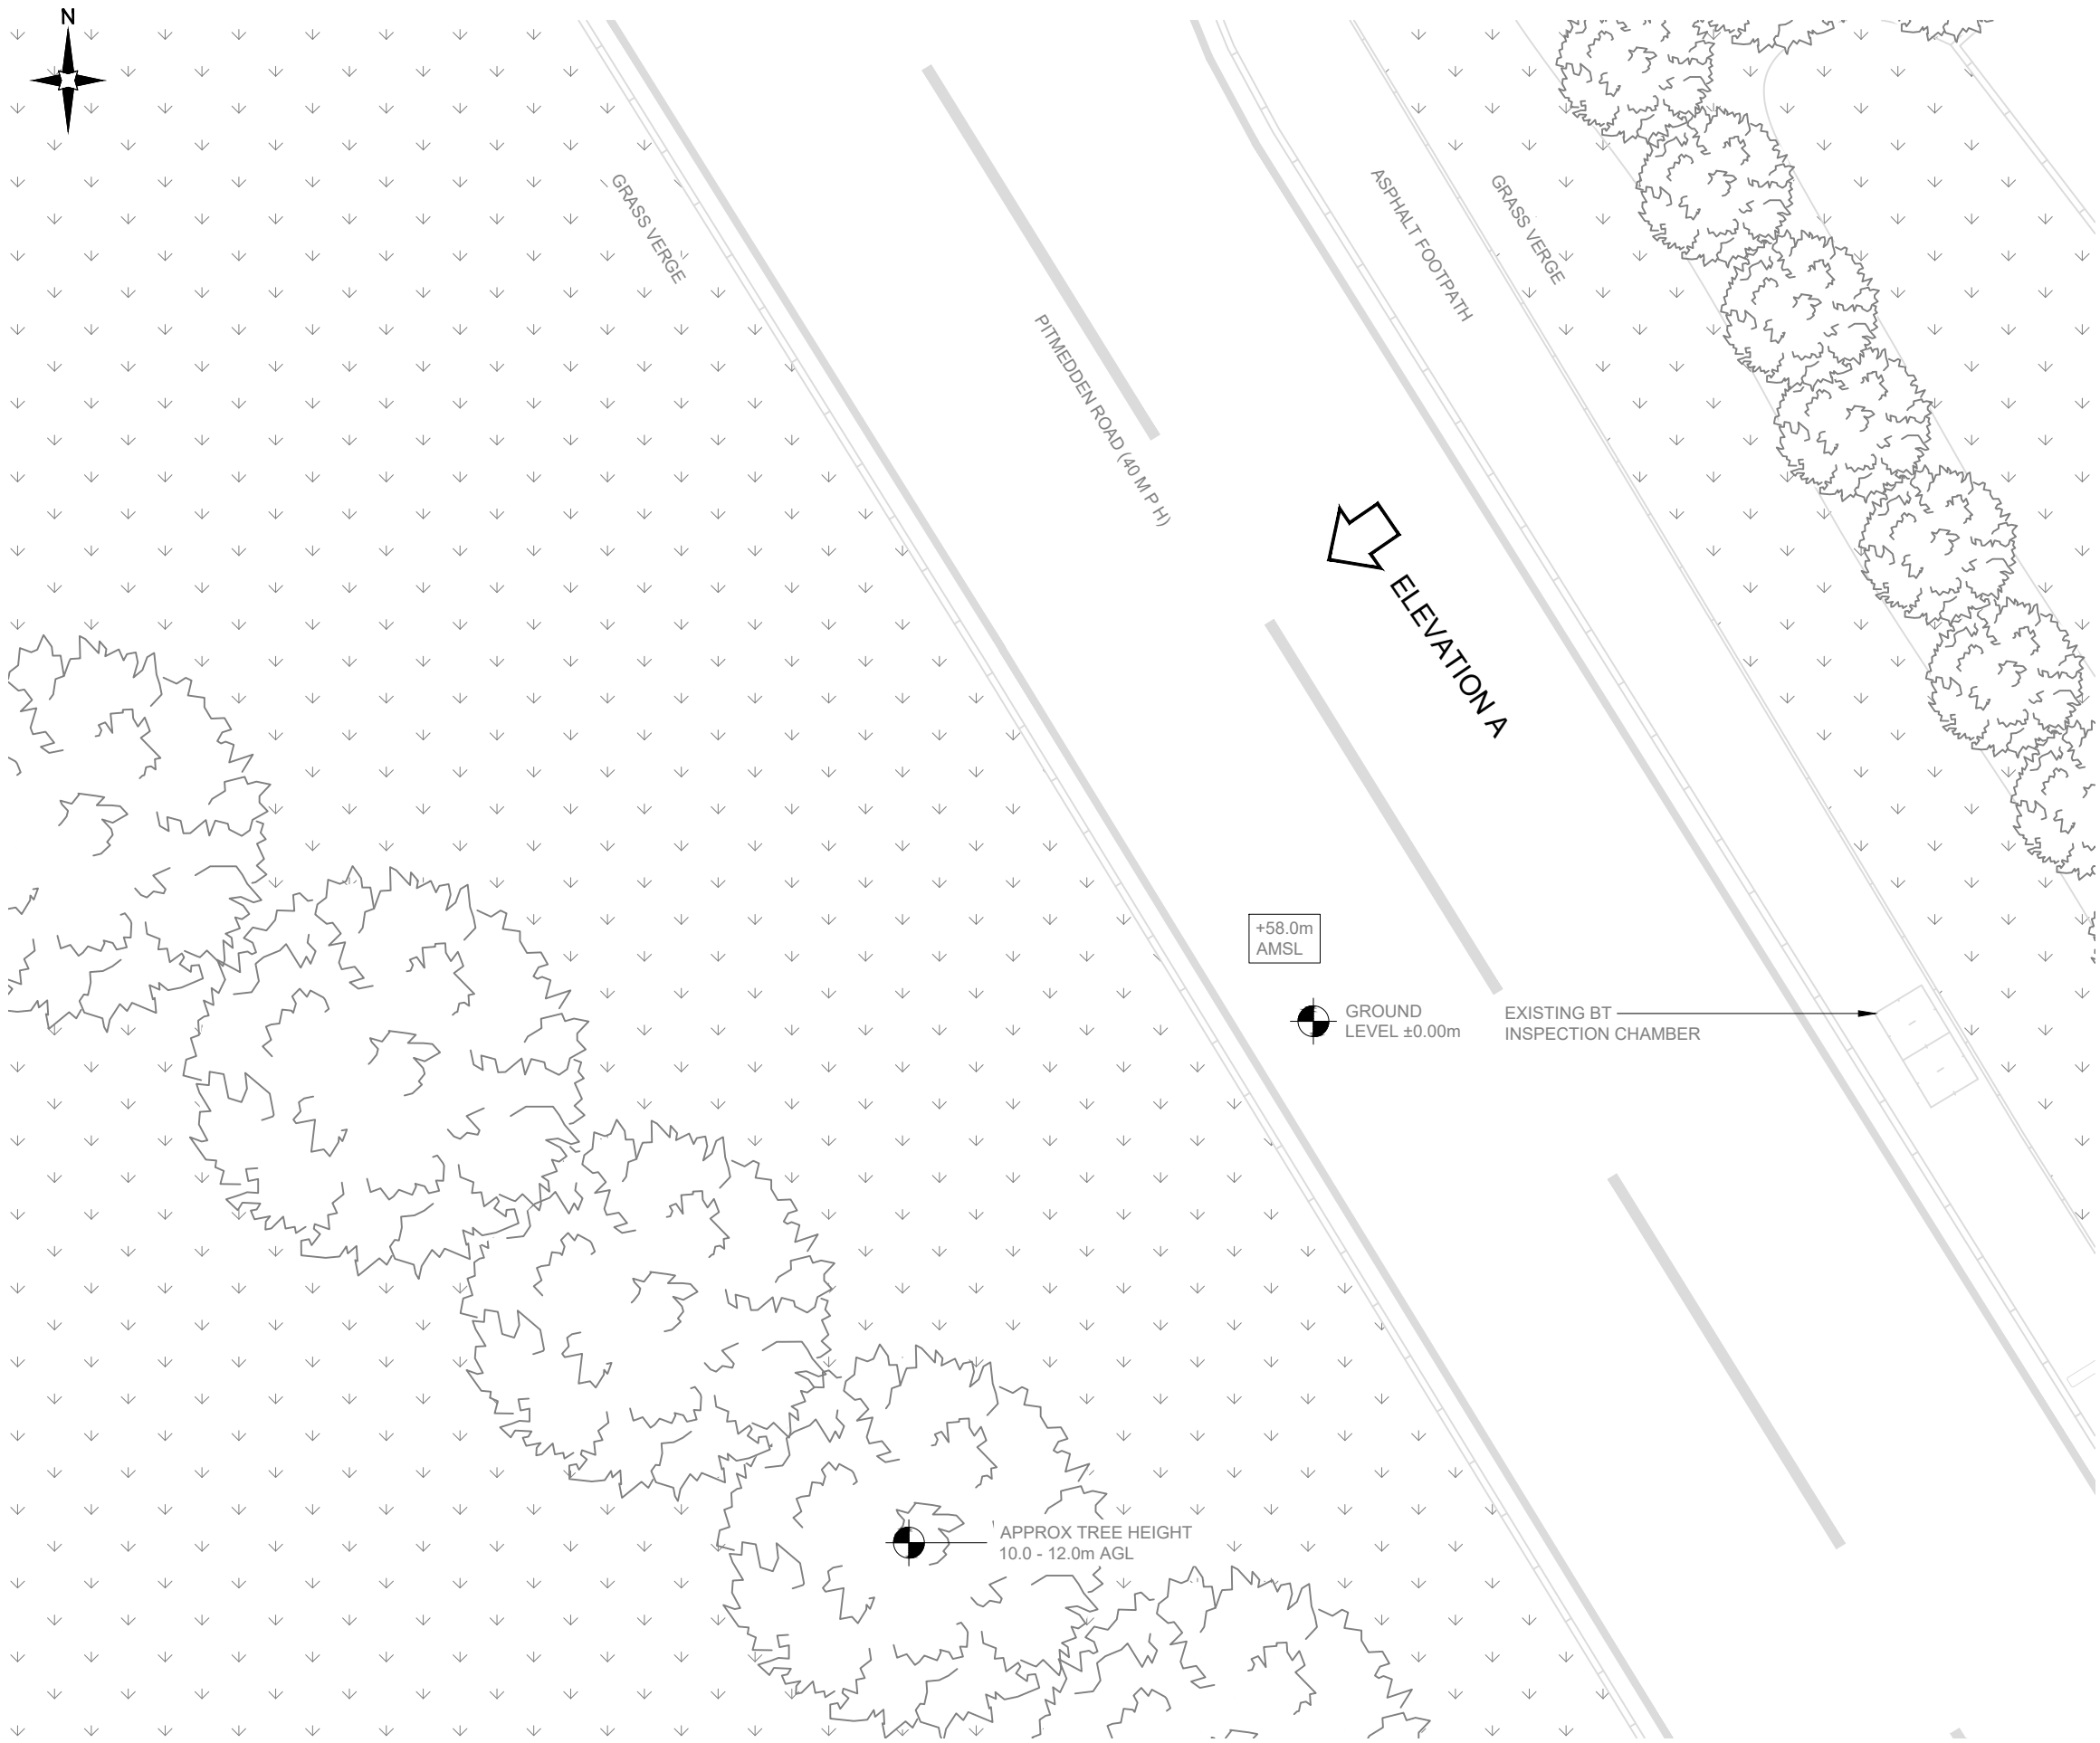 N
GRASS VERGE
ASPHALT FOOTPATH
GRASS VERGE
PITMEDDEN ROAD (40 M P H)
ELEVATION A
+58.0m
AMSL
GROUND
LEVEL ±0.00m
EXISTING BT
INSPECTION CHAMBER
APPROX TREE HEIGHT
10.0 - 12.0m AGL